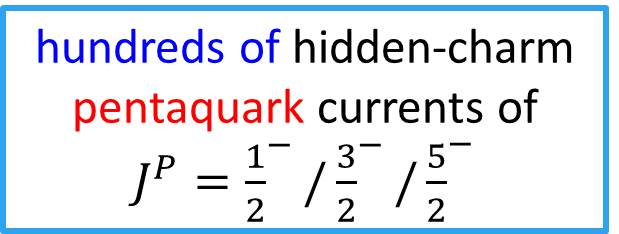 hundreds of hidden-charm
pentaquark currents of
J^P = 1/2^− / 3/2^− / 5/2^−